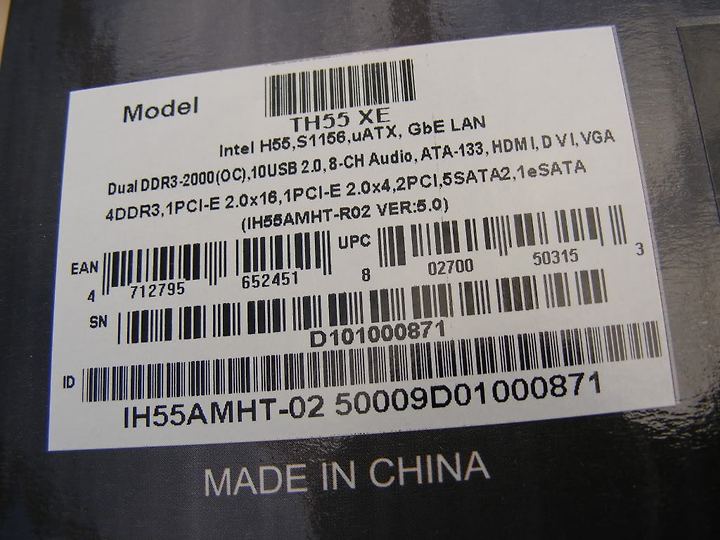 Model
TH55 XE
Intel H55,S1156,uATX, GbE LAN
Dual DDR3-2000(OC),10USB 2.0, 8-CH Audio, ATA-133, HDMI, DVI, VGA
4DDR3,1PCI-E 2.0x16,1PCI-E 2.0x4,2PCI,5SATA2,1eSATA
(IH55AMHT-R02 VER:5.0)
EAN 4 712795 652451 UPC 8 02700 50315 3
SN
D101000871
ID
IH55AMHT-02 50009D01000871
MADE IN CHINA